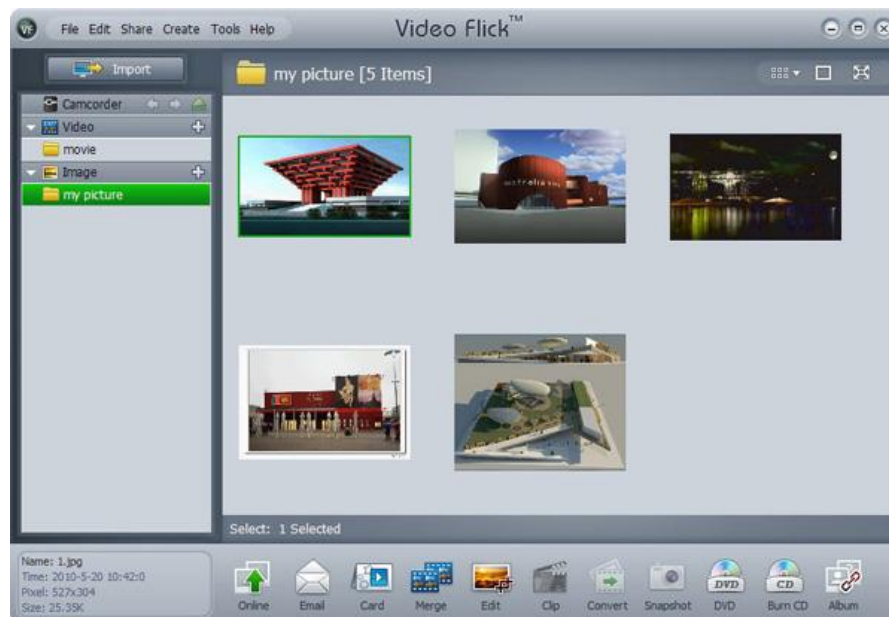 VF File Edit Share Create Tools Help Video Flick™
Import
my picture [5 Items]
Camcorder
Video
movie
Image
my picture
australia
Select: 1 Selected
Name: 1.jpg
Time: 2010-5-20 10:42:0
Pixel: 527x304
Size: 25.35K
Online Email Card Merge Edit Clip Convert Snapshot DVD Burn CD Album
DVD CD